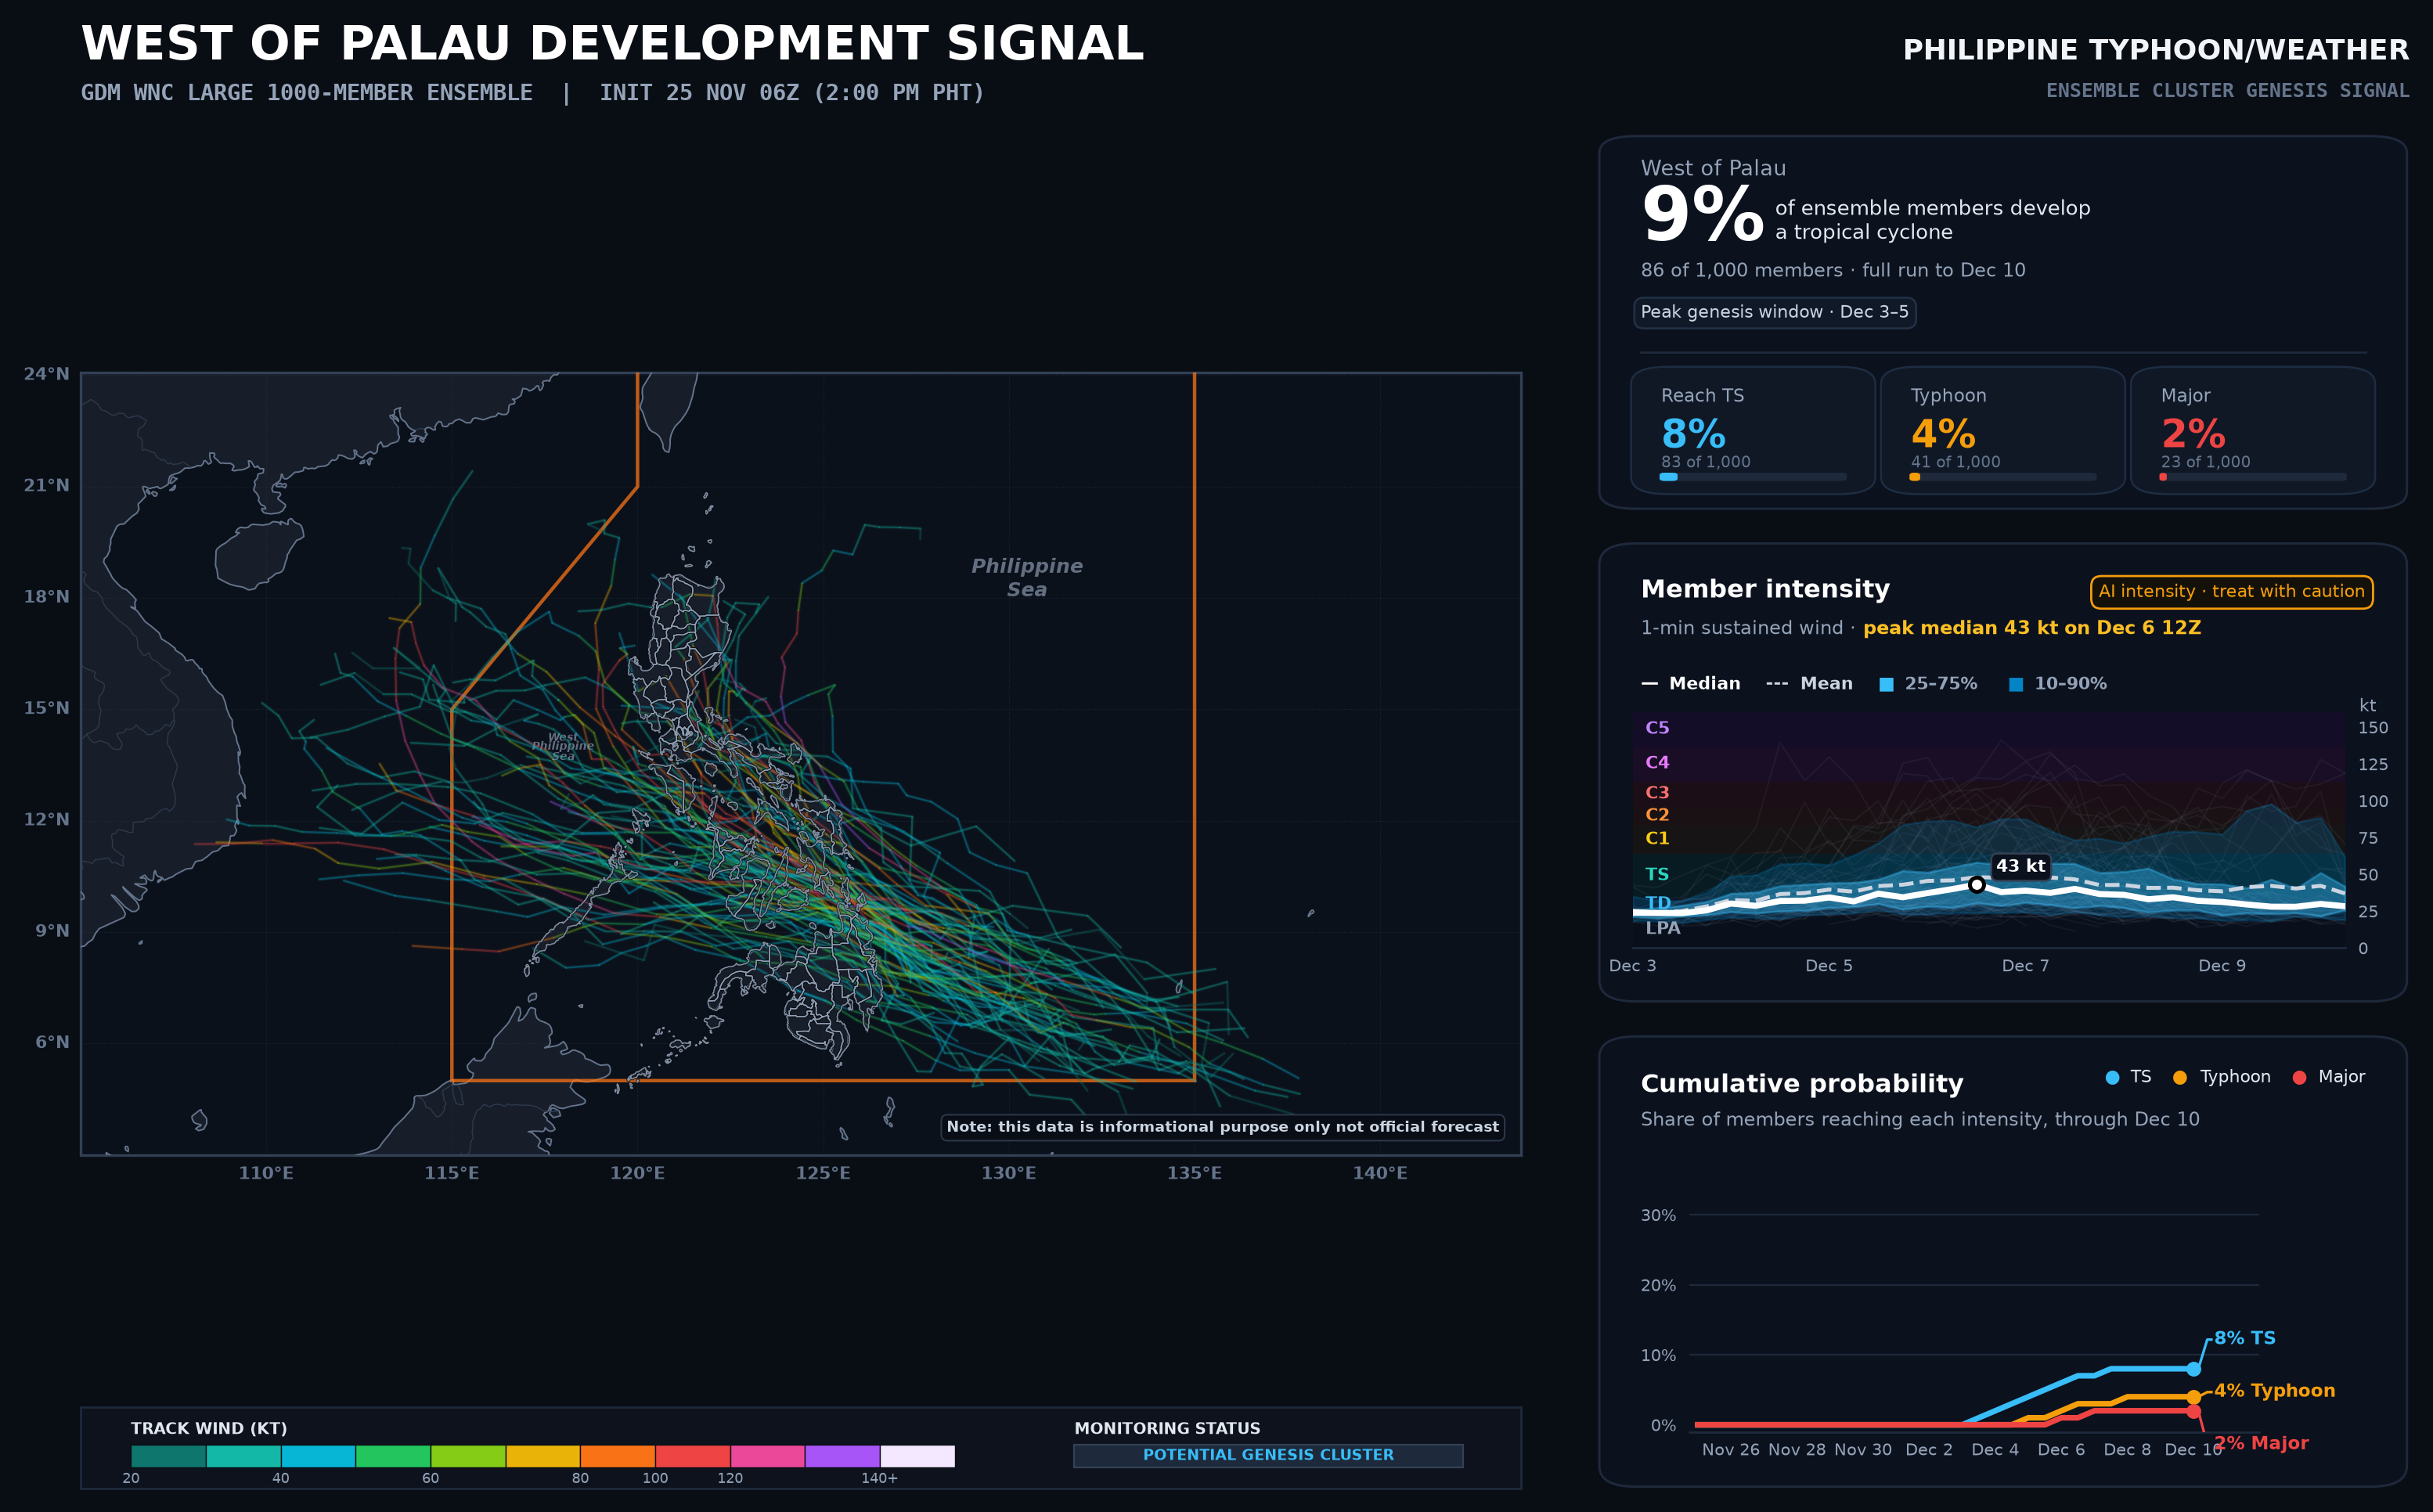 WEST OF PALAU DEVELOPMENT SIGNAL
GDM WNC LARGE 1000-MEMBER ENSEMBLE | INIT 25 NOV 06Z (2:00 PM PHT)
PHILIPPINE TYPHOON/WEATHER
ENSEMBLE CLUSTER GENESIS SIGNAL
24°N
21°N
18°N
15°N
12°N
9°N
6°N
110°E
115°E
120°E
125°E
130°E
135°E
140°E
Philippine
Sea
West
Philippine
Sea
Note: this data is informational purpose only not official forecast
TRACK WIND (KT)
20
40
60
80
100
120
140+
MONITORING STATUS
POTENTIAL GENESIS CLUSTER
West of Palau
9% of ensemble members develop
a tropical cyclone
86 of 1,000 members · full run to Dec 10
Peak genesis window · Dec 3–5
Reach TS
8%
83 of 1,000
Typhoon
4%
41 of 1,000
Major
2%
23 of 1,000
Member intensity
AI intensity · treat with caution
1-min sustained wind · peak median 43 kt on Dec 6 12Z
Median
Mean
25–75%
10–90%
kt
150
125
100
75
50
25
0
C5
C4
C3
C2
C1
TS
TD
LPA
43 kt
Dec 3
Dec 5
Dec 7
Dec 9
Cumulative probability
TS
Typhoon
Major
Share of members reaching each intensity, through Dec 10
30%
20%
10%
0%
8% TS
4% Typhoon
2% Major
Nov 26
Nov 28
Nov 30
Dec 2
Dec 4
Dec 6
Dec 8
Dec 10